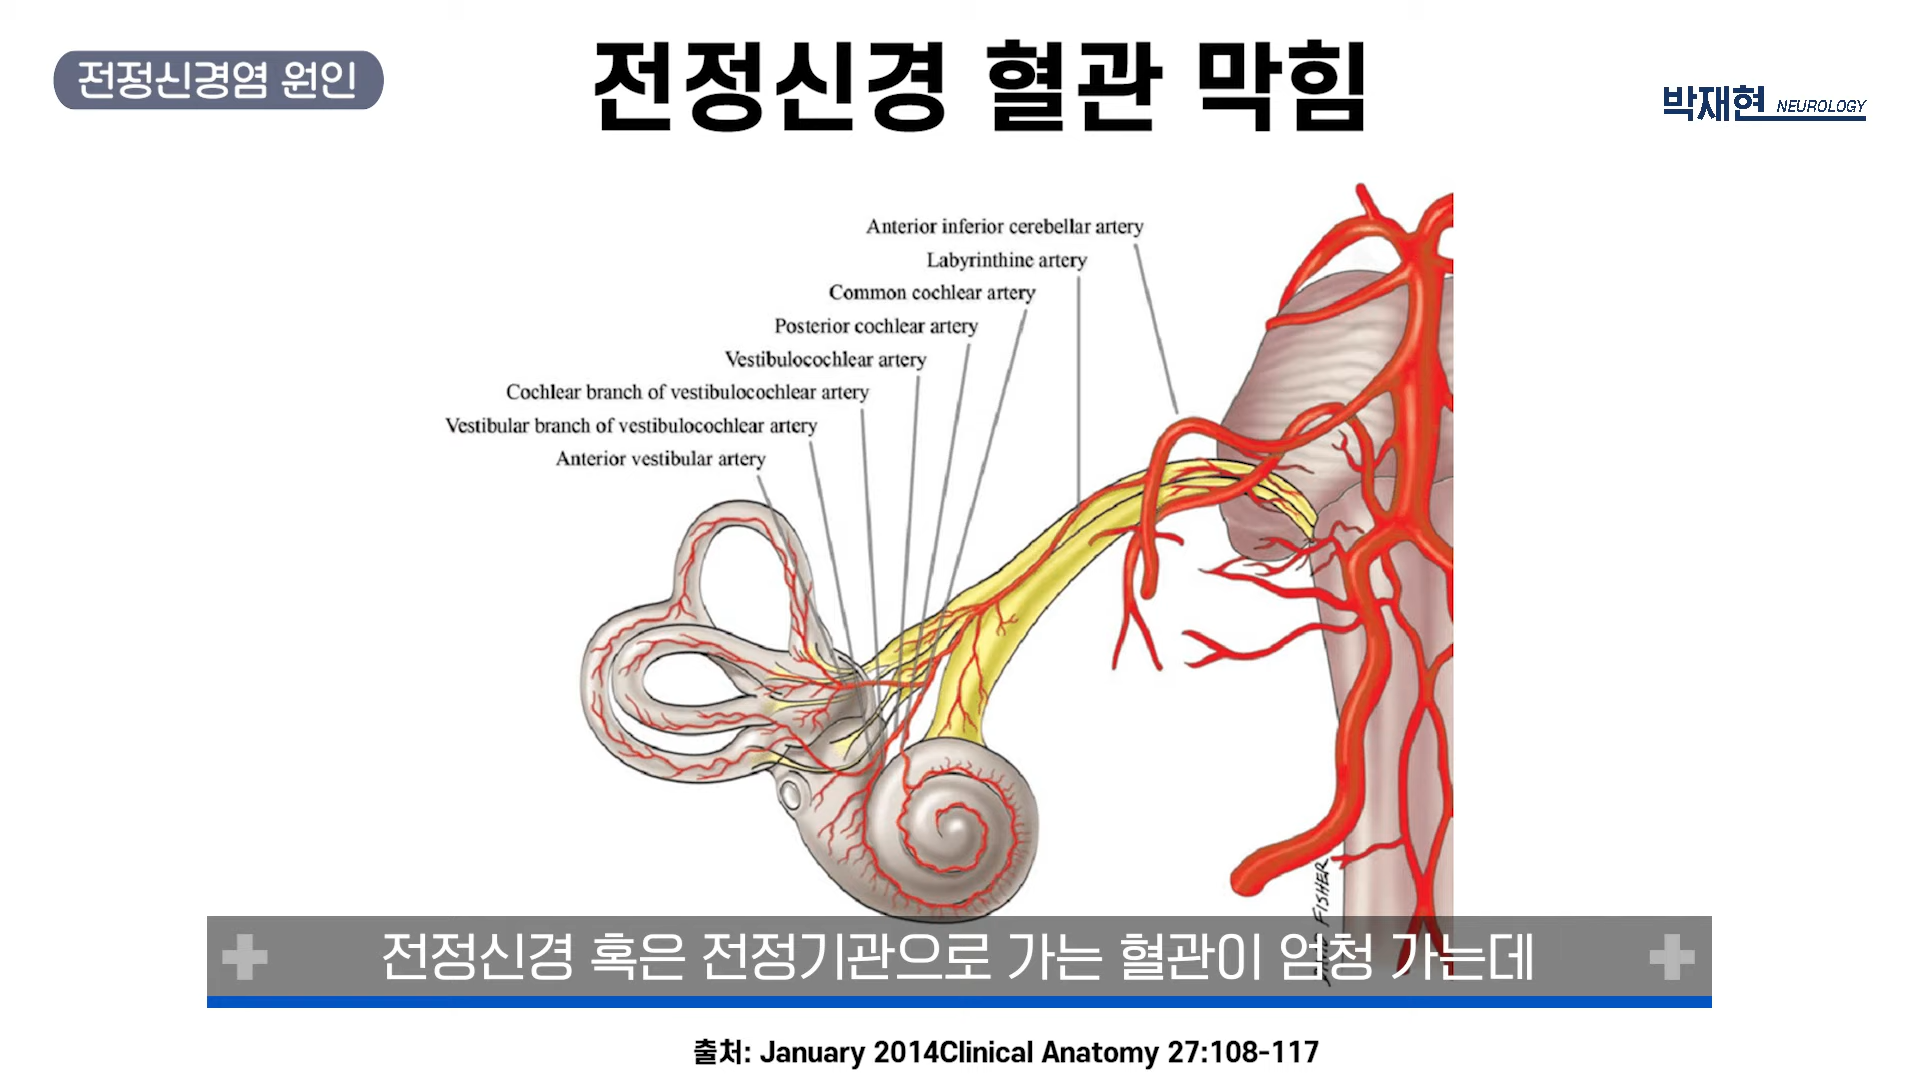 전정신경염 원인
전정신경 혈관 막힘
박재현 NEUROLOGY
Anterior inferior cerebellar artery
Labyrinthine artery
Common cochlear artery
Posterior cochlear artery
Vestibulocochlear artery
Cochlear branch of vestibulocochlear artery
Vestibular branch of vestibulocochlear artery
Anterior vestibular artery
FISHER
전정신경 혹은 전정기관으로 가는 혈관이 엄청 가는데
출처: January 2014Clinical Anatomy 27:108-117